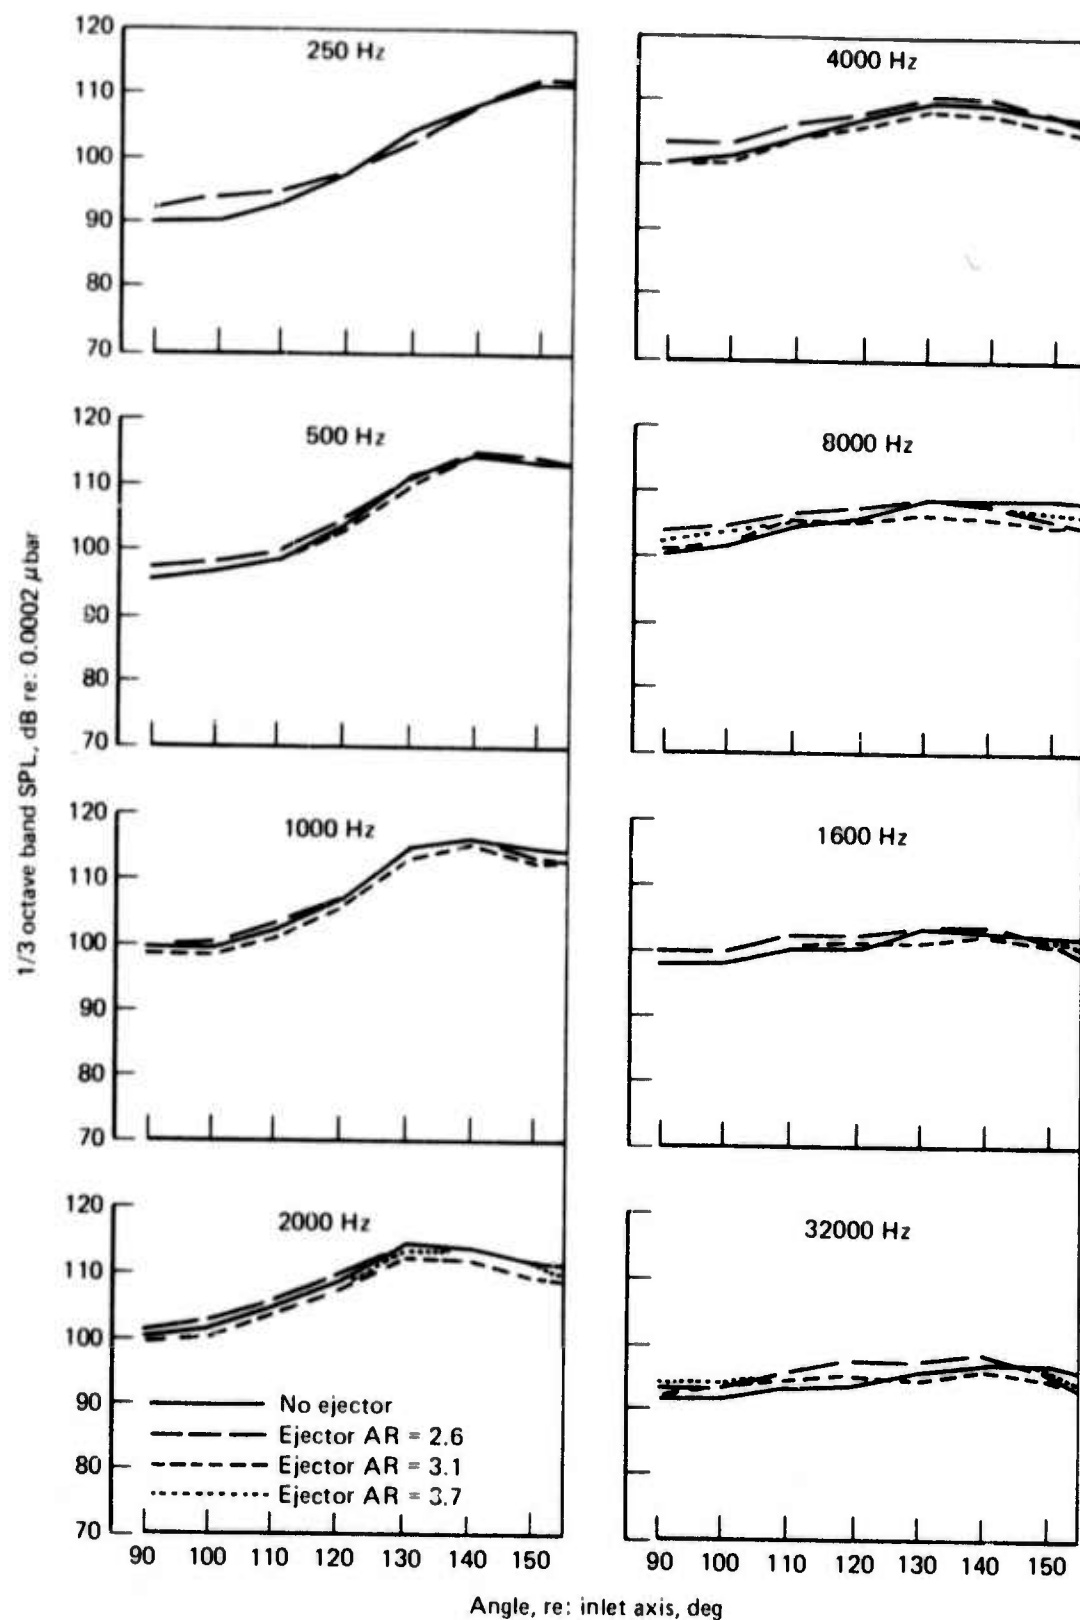 120
250 Hz
110
100
90
80
70
4000 Hz
120
500 Hz
110
100
90
80
70
8000 Hz
120
1000 Hz
110
100
90
80
70
1600 Hz
120
2000 Hz
110
100
90
80
70
No ejector
Ejector AR = 2.6
Ejector AR = 3.1
Ejector AR = 3.7
90 100 110 120 130 140 150
32000 Hz
90 100 110 120 130 140 150
1/3 octave band SPL, dB re: 0.0002 μbar
Angle, re: inlet axis, deg